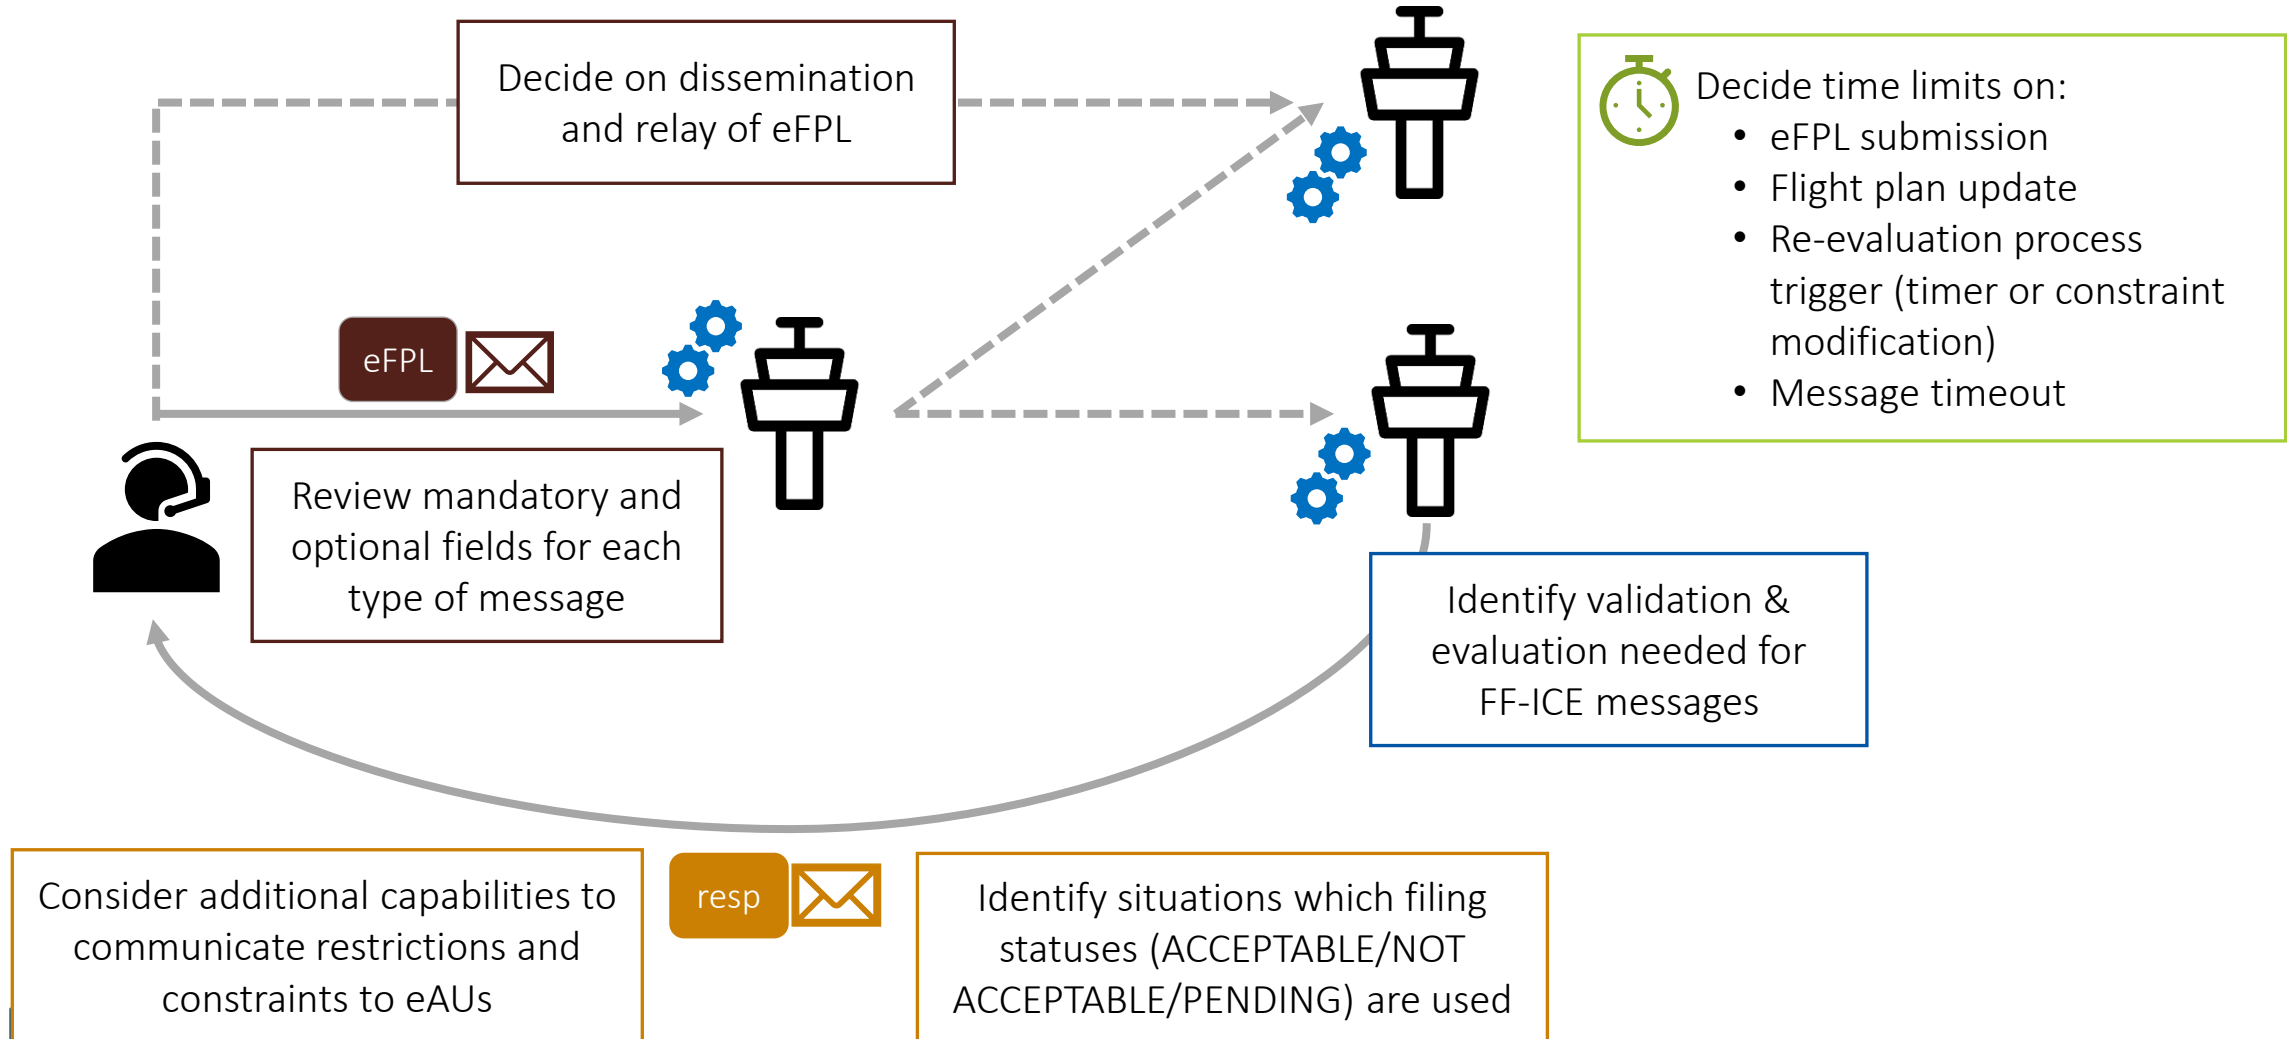 Decide on dissemination
and relay of eFPL
Decide time limits on:
• eFPL submission
• Flight plan update
• Re-evaluation process
trigger (timer or constraint
modification)
• Message timeout
eFPL
Review mandatory and
optional fields for each
type of message
Identify validation &
evaluation needed for
FF-ICE messages
Consider additional capabilities to
communicate restrictions and
constraints to eAUs
resp
Identify situations which filing
statuses (ACCEPTABLE/NOT
ACCEPTABLE/PENDING) are used